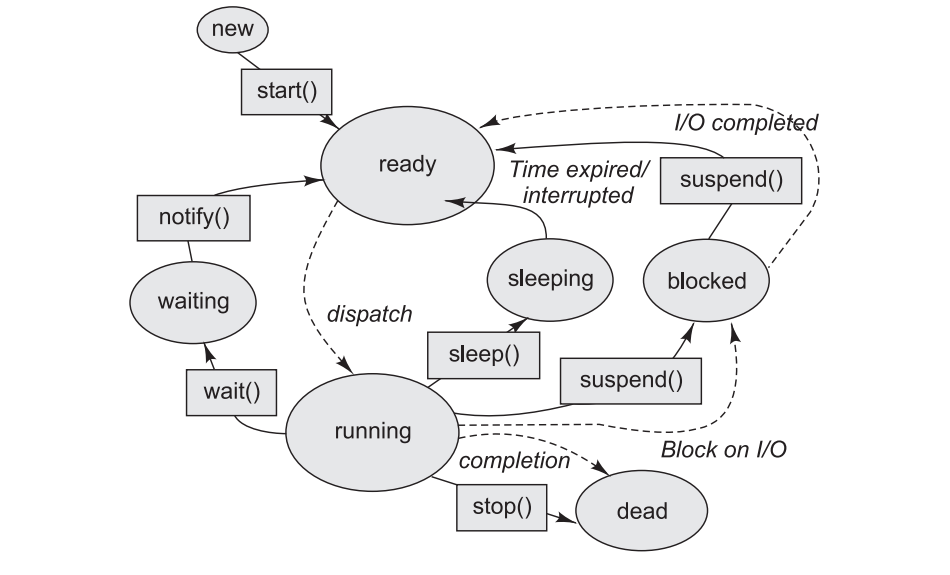 new
start()
I/O completed
ready
Time expired/
interrupted
suspend()
notify()
sleeping
blocked
waiting
dispatch
sleep()
suspend()
wait()
running
Block on I/O
completion
stop()
dead